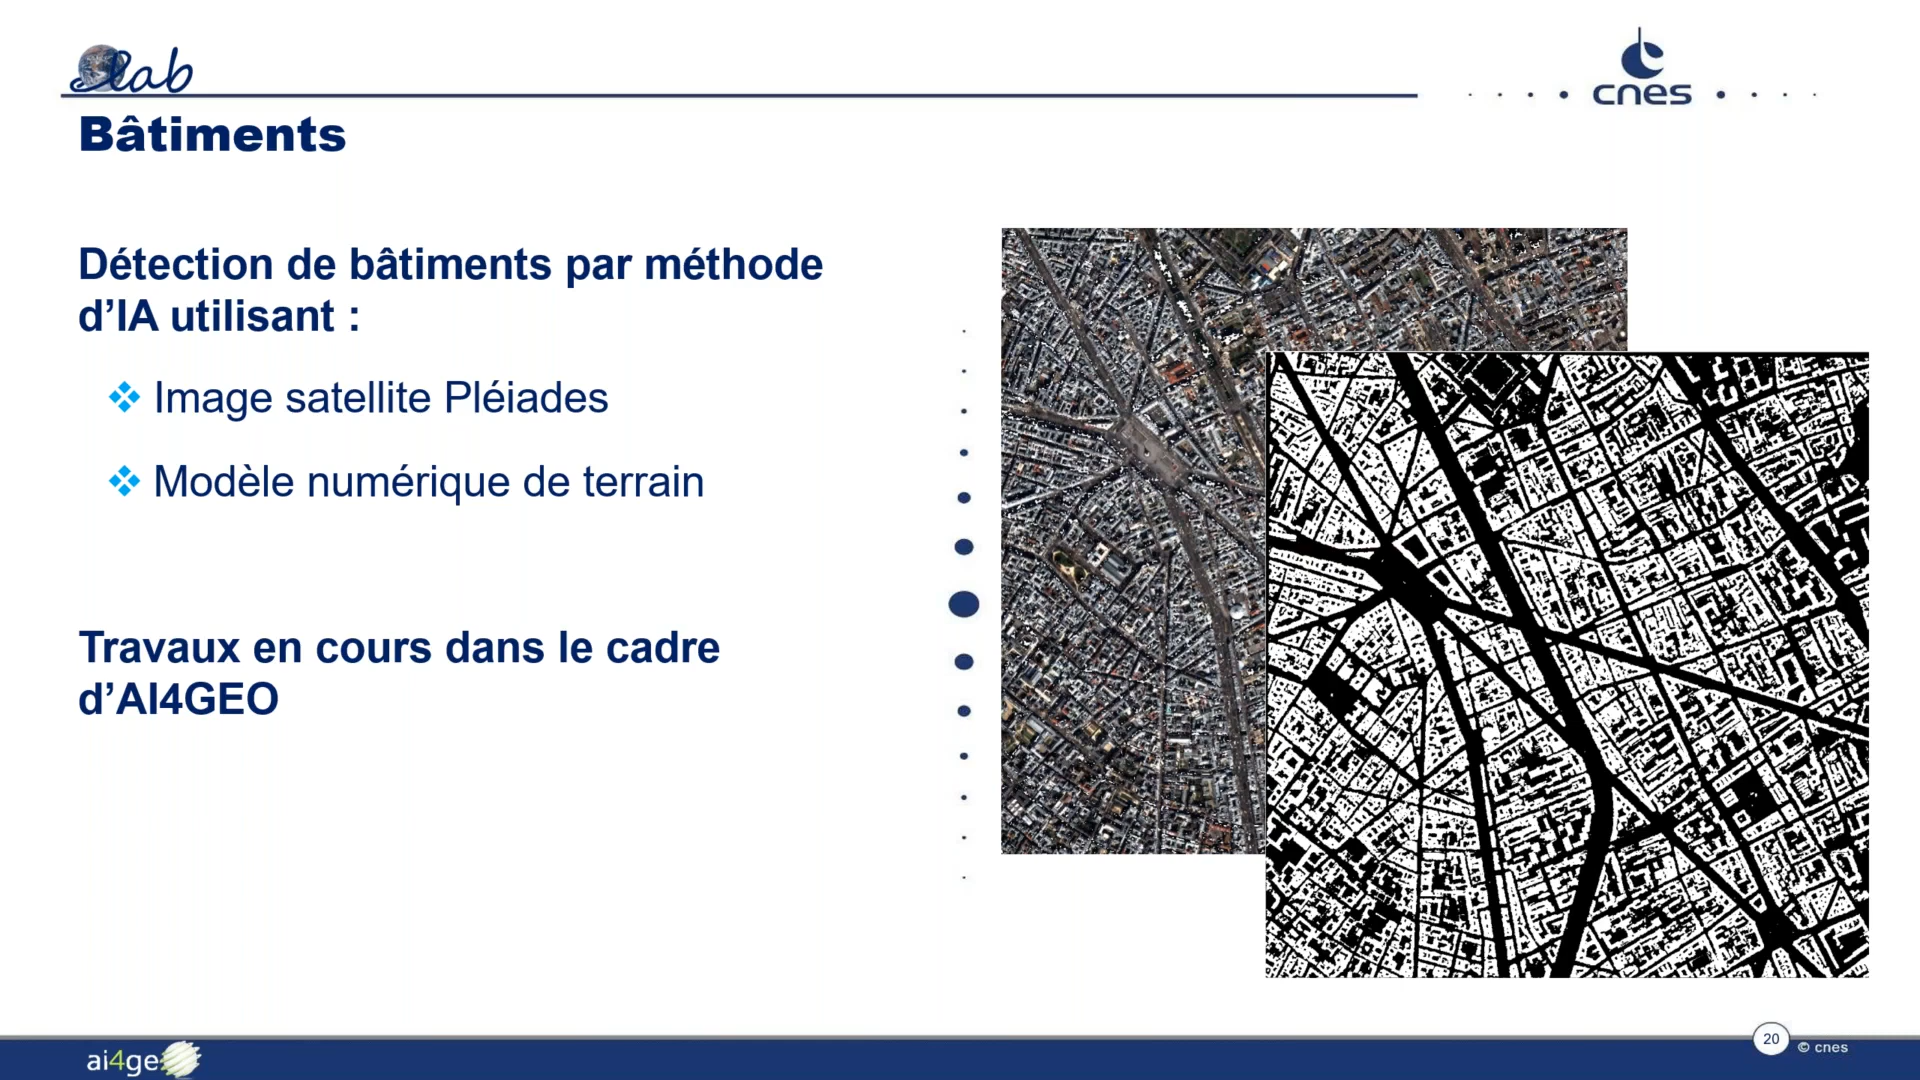 lab
cnes
Bâtiments
Détection de bâtiments par méthode
d’IA utilisant :
❖ Image satellite Pléiades
❖ Modèle numérique de terrain
Travaux en cours dans le cadre
d’AI4GEO
ai4geo
20
© cnes